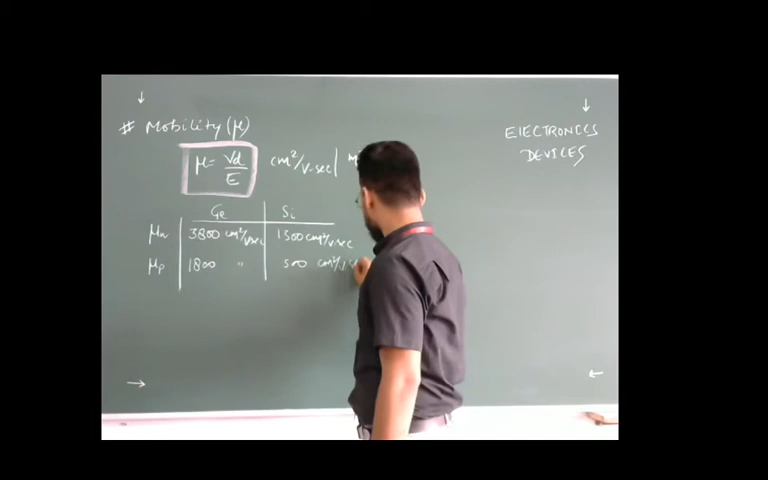 # Mobility (μ)
μ = Vd/E cm²/V-sec
Ge Si
μn 3800 cm²/V-sec 1300 cm²/V-sec
μp 1800 " 500 cm²/V
ELECTRONICS
DEVICES